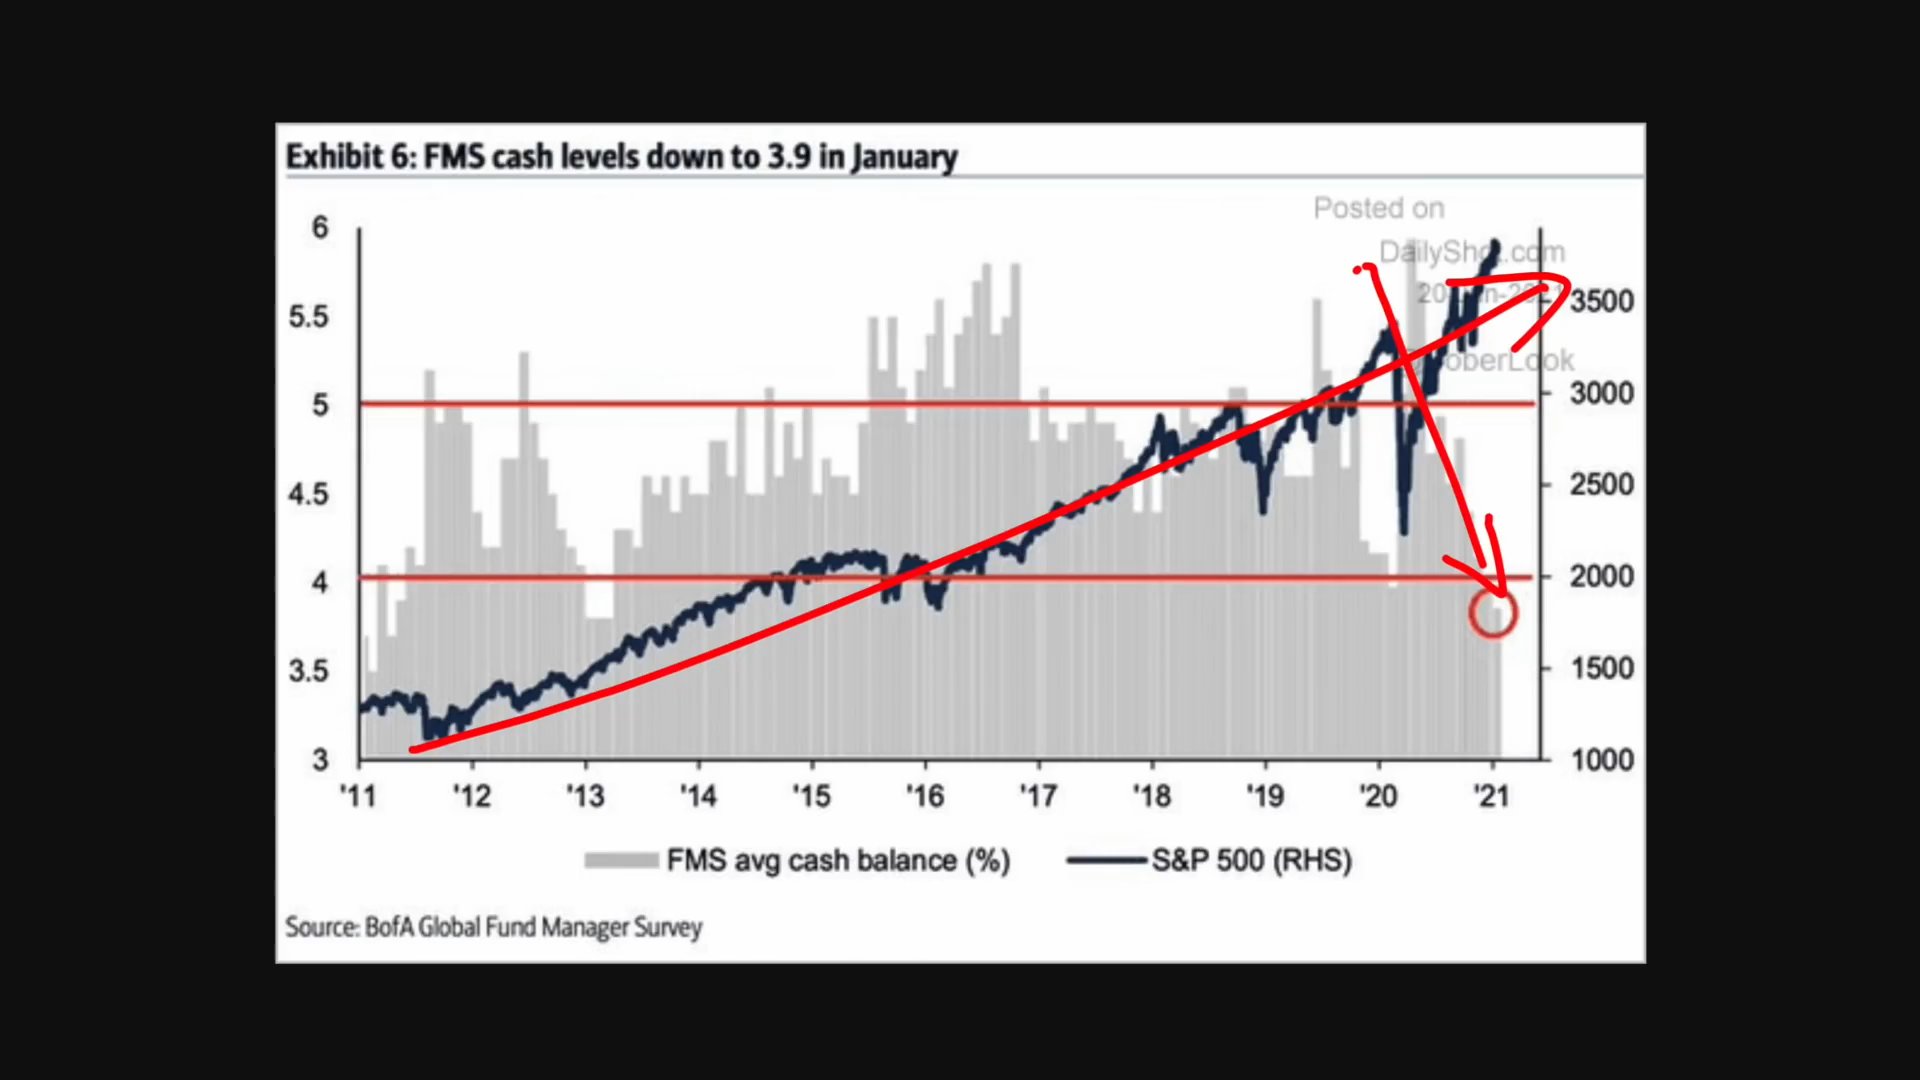 Exhibit 6: FMS cash levels down to 3.9 in January
Posted on
DailyShot.com
6
5.5
5
4.5
4
3.5
3
3500
3000
2500
2000
1500
1000
'11 '12 '13 '14 '15 '16 '17 '18 '19 '20 '21
FMS avg cash balance (%) S&P 500 (RHS)
Source: BofA Global Fund Manager Survey